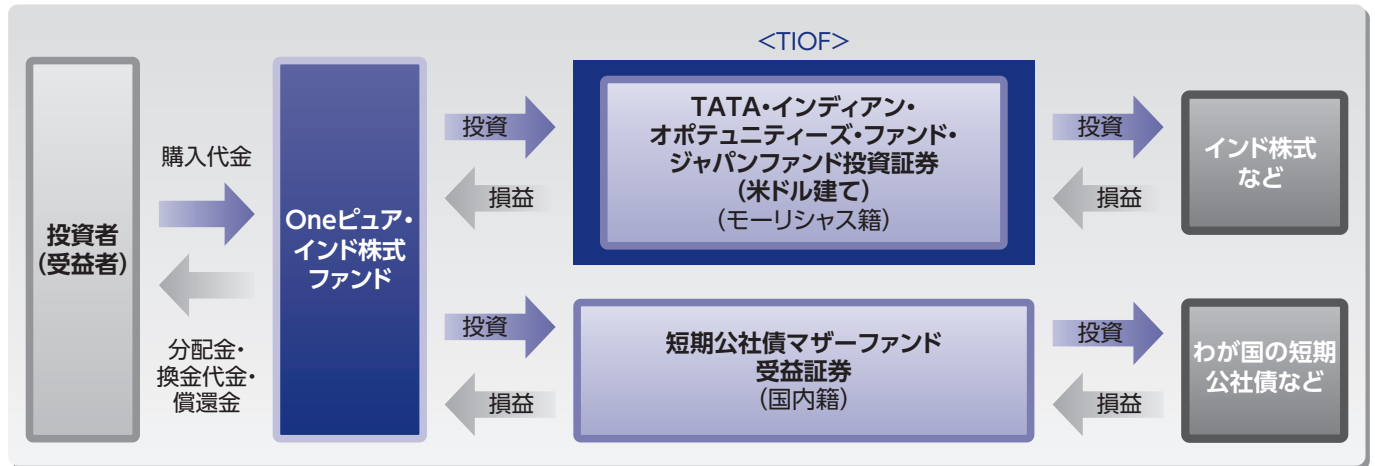 <TIOF>
投資者
(受益者)
購入代金
分配金・
換金代金・
償還金
Oneピュア・
インド株式
ファンド
投資
損益
TATA・インディアン・
オポテュニティーズ・ファンド・
ジャパンファンド投資証券
(米ドル建て)
(モーリシャス籍)
投資
損益
インド株式
など
投資
損益
短期公社債マザーファンド
受益証券
(国内籍)
投資
損益
わが国の短期
公社債など